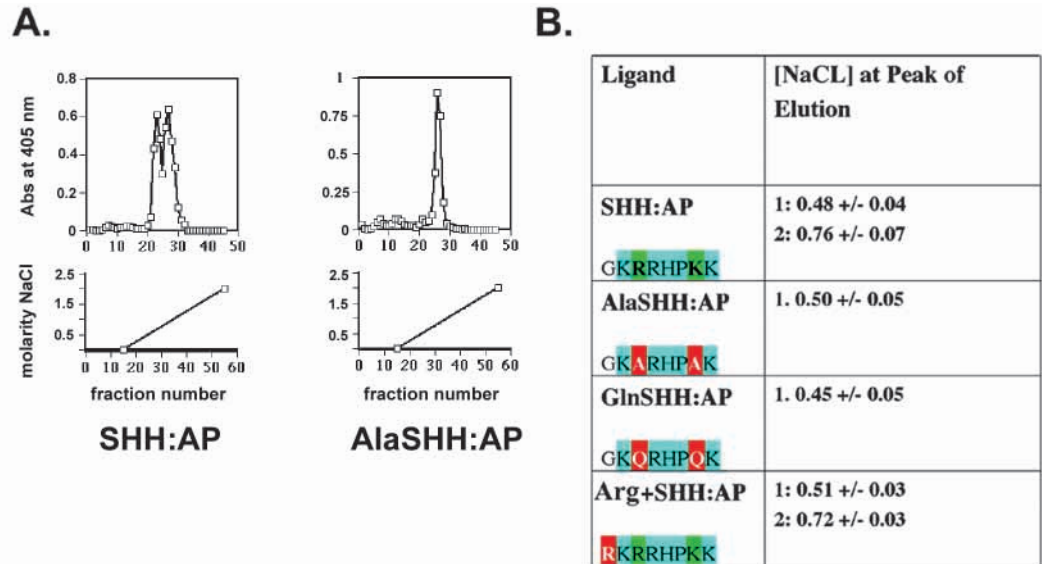 A.
0.8
0.6
0.4
0.2
0
0 10 20 30 40 50
Abs at 405 nm
1
0.75
0.5
0.25
0
0 10 20 30 40 50
2.5
1.5
0.5
0 10 20 30 40 50 60
molarity NaCl
fraction number
SHH:AP
2.5
1.5
0.5
0 10 20 30 40 50 60
fraction number
AlaSHH:AP
B.
Ligand
[NaCL] at Peak of
Elution
SHH:AP
GKRRHPKK
1: 0.48 +/- 0.04
2: 0.76 +/- 0.07
AlaSHH:AP
GKARHPAK
1. 0.50 +/- 0.05
GlnSHH:AP
GKQRHPQK
1. 0.45 +/- 0.05
Arg+SHH:AP
RKRRHPKK
1: 0.51 +/- 0.03
2: 0.72 +/- 0.03